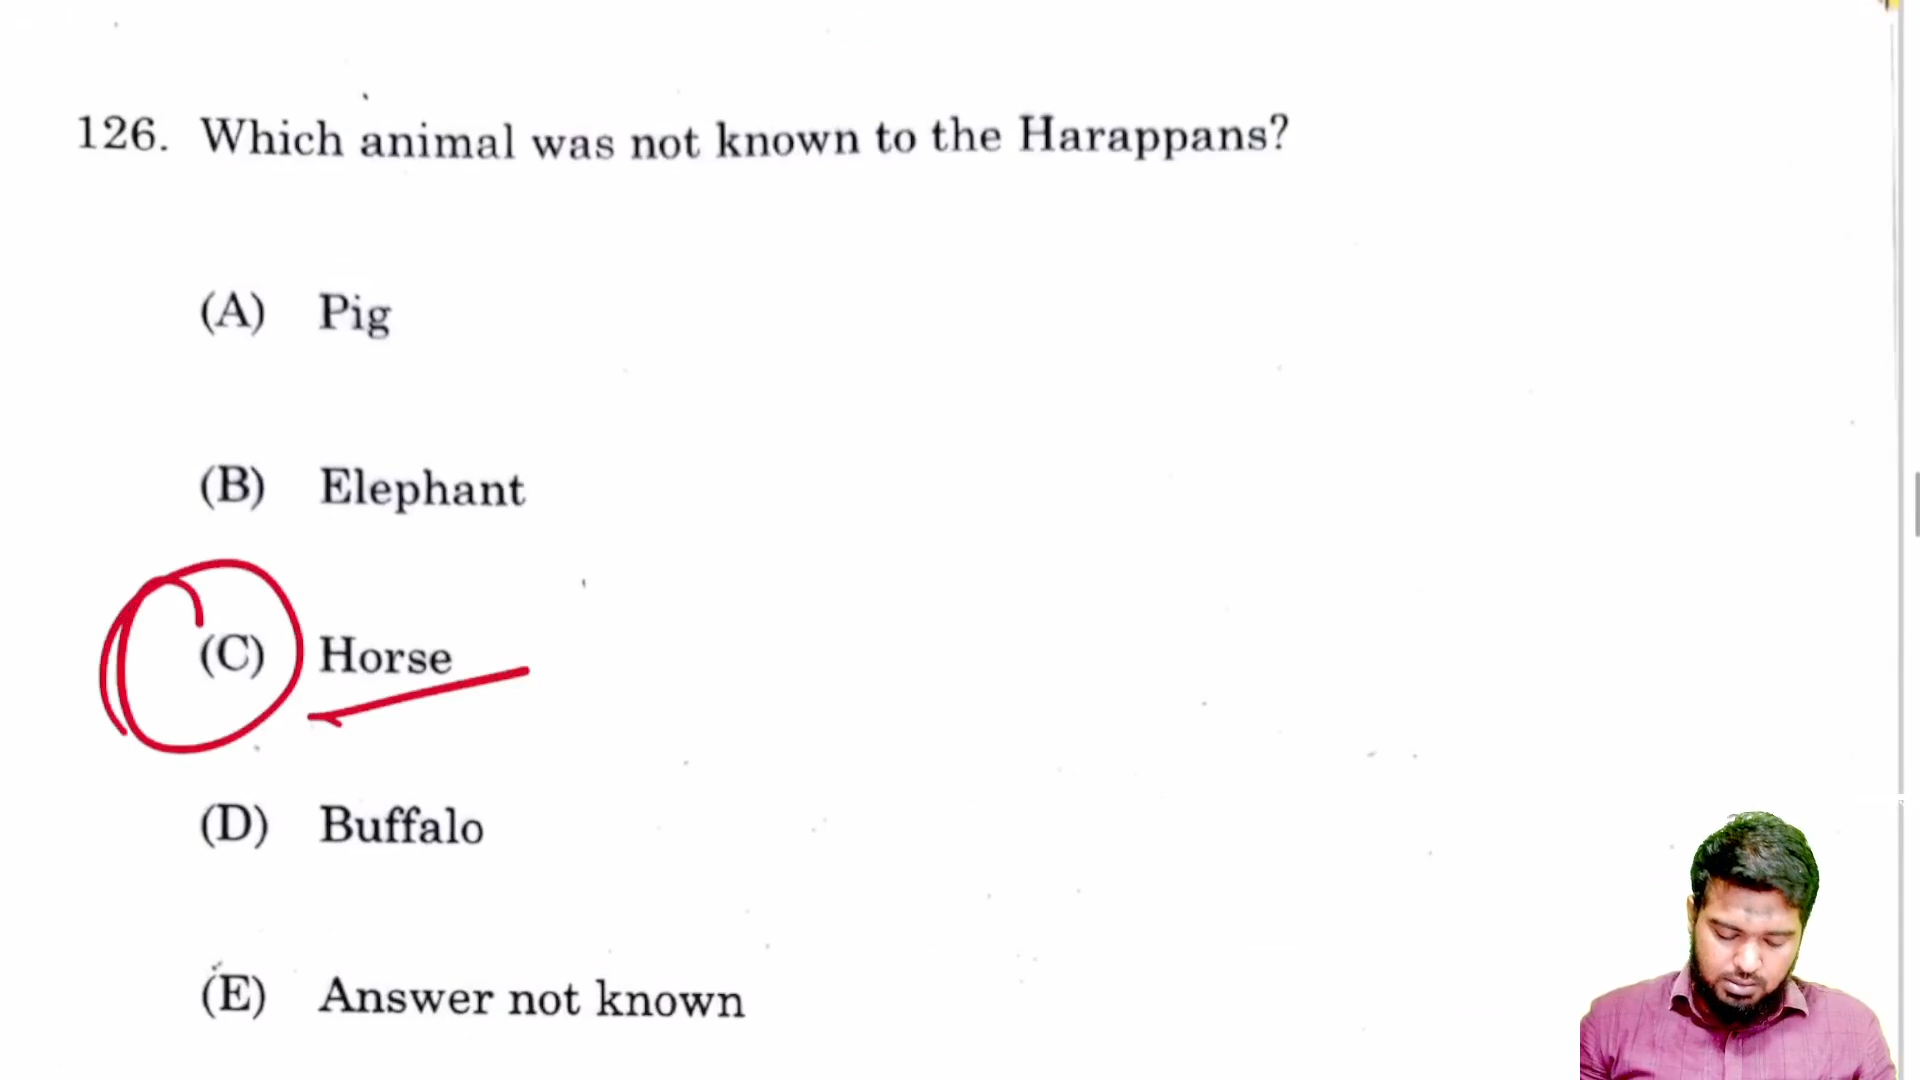 126. Which animal was not known to the Harappans?
(A) Pig
(B) Elephant
(C) Horse
(D) Buffalo
(E) Answer not known